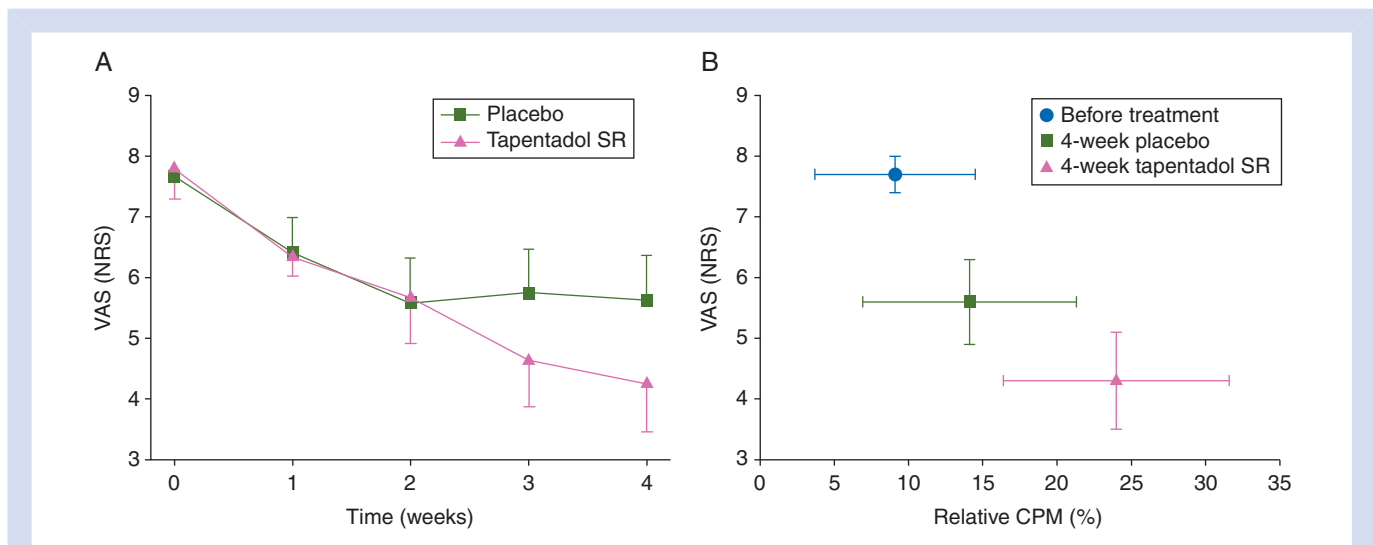 A
9
8
7
6
5
4
3
VAS (NRS)
Placebo
Tapentadol SR
0 1 2 3 4
Time (weeks)
B
9
8
7
6
5
4
3
VAS (NRS)
Before treatment
4-week placebo
4-week tapentadol SR
0 5 10 15 20 25 30 35
Relative CPM (%)